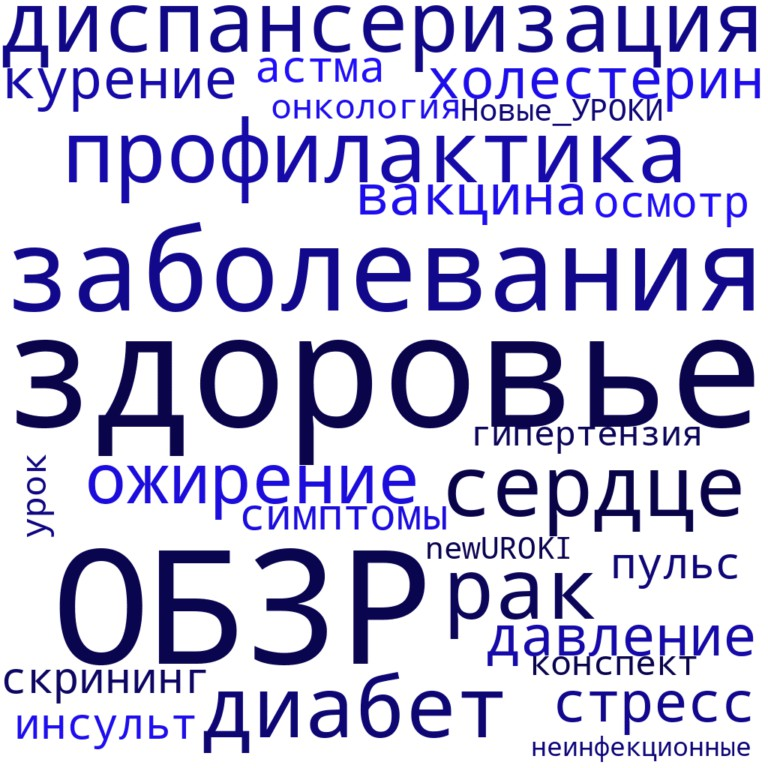 диспансеризация
курение астма холестерин
онкология Новые_УРОКИ
профилактика
вакцина осмотр
заболевания
здоровье
гипертензия
урок ожирение сердце
симптомы
newUROKI
ОБЗР рак пульс
давление
скрининг конспект
инсульт диабет стресс
неинфекционные